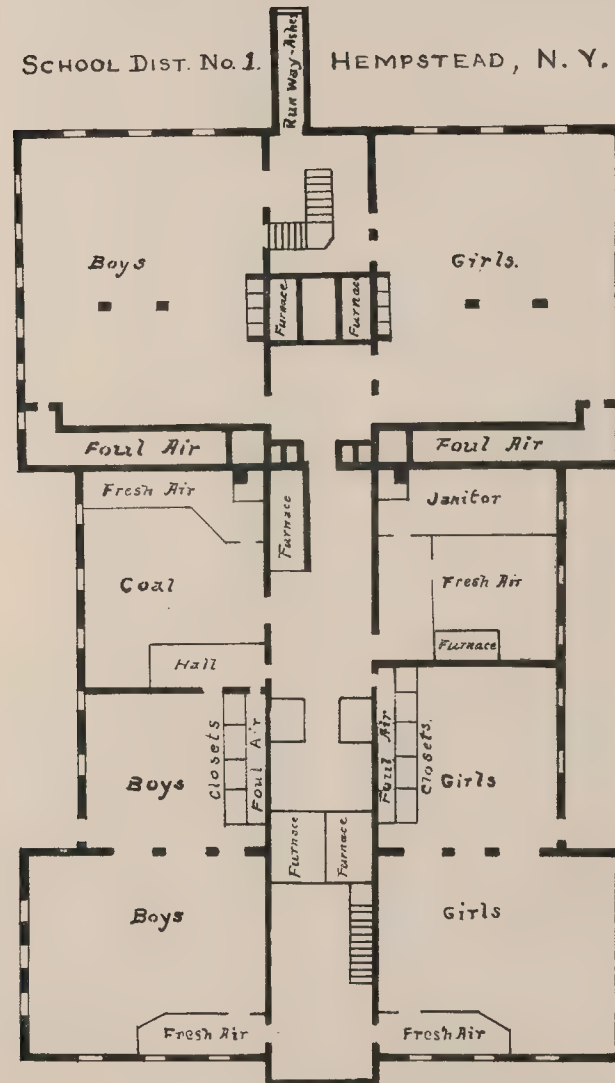 SCHOOL DIST. No. 1. HEMPSTEAD, N. Y.
Run Way-Ashes
Boys
Girls.
Furnace
Furnace
Foul Air
Foul Air
Fresh Air
Janitor
Furnace
Coal
Fresh Air
Furnace
Hall
Closets
Foul Air
Foul Air
Closets.
Boys
Girls
Furnace
Furnace
Boys
Girls
Fresh Air
Fresh Air